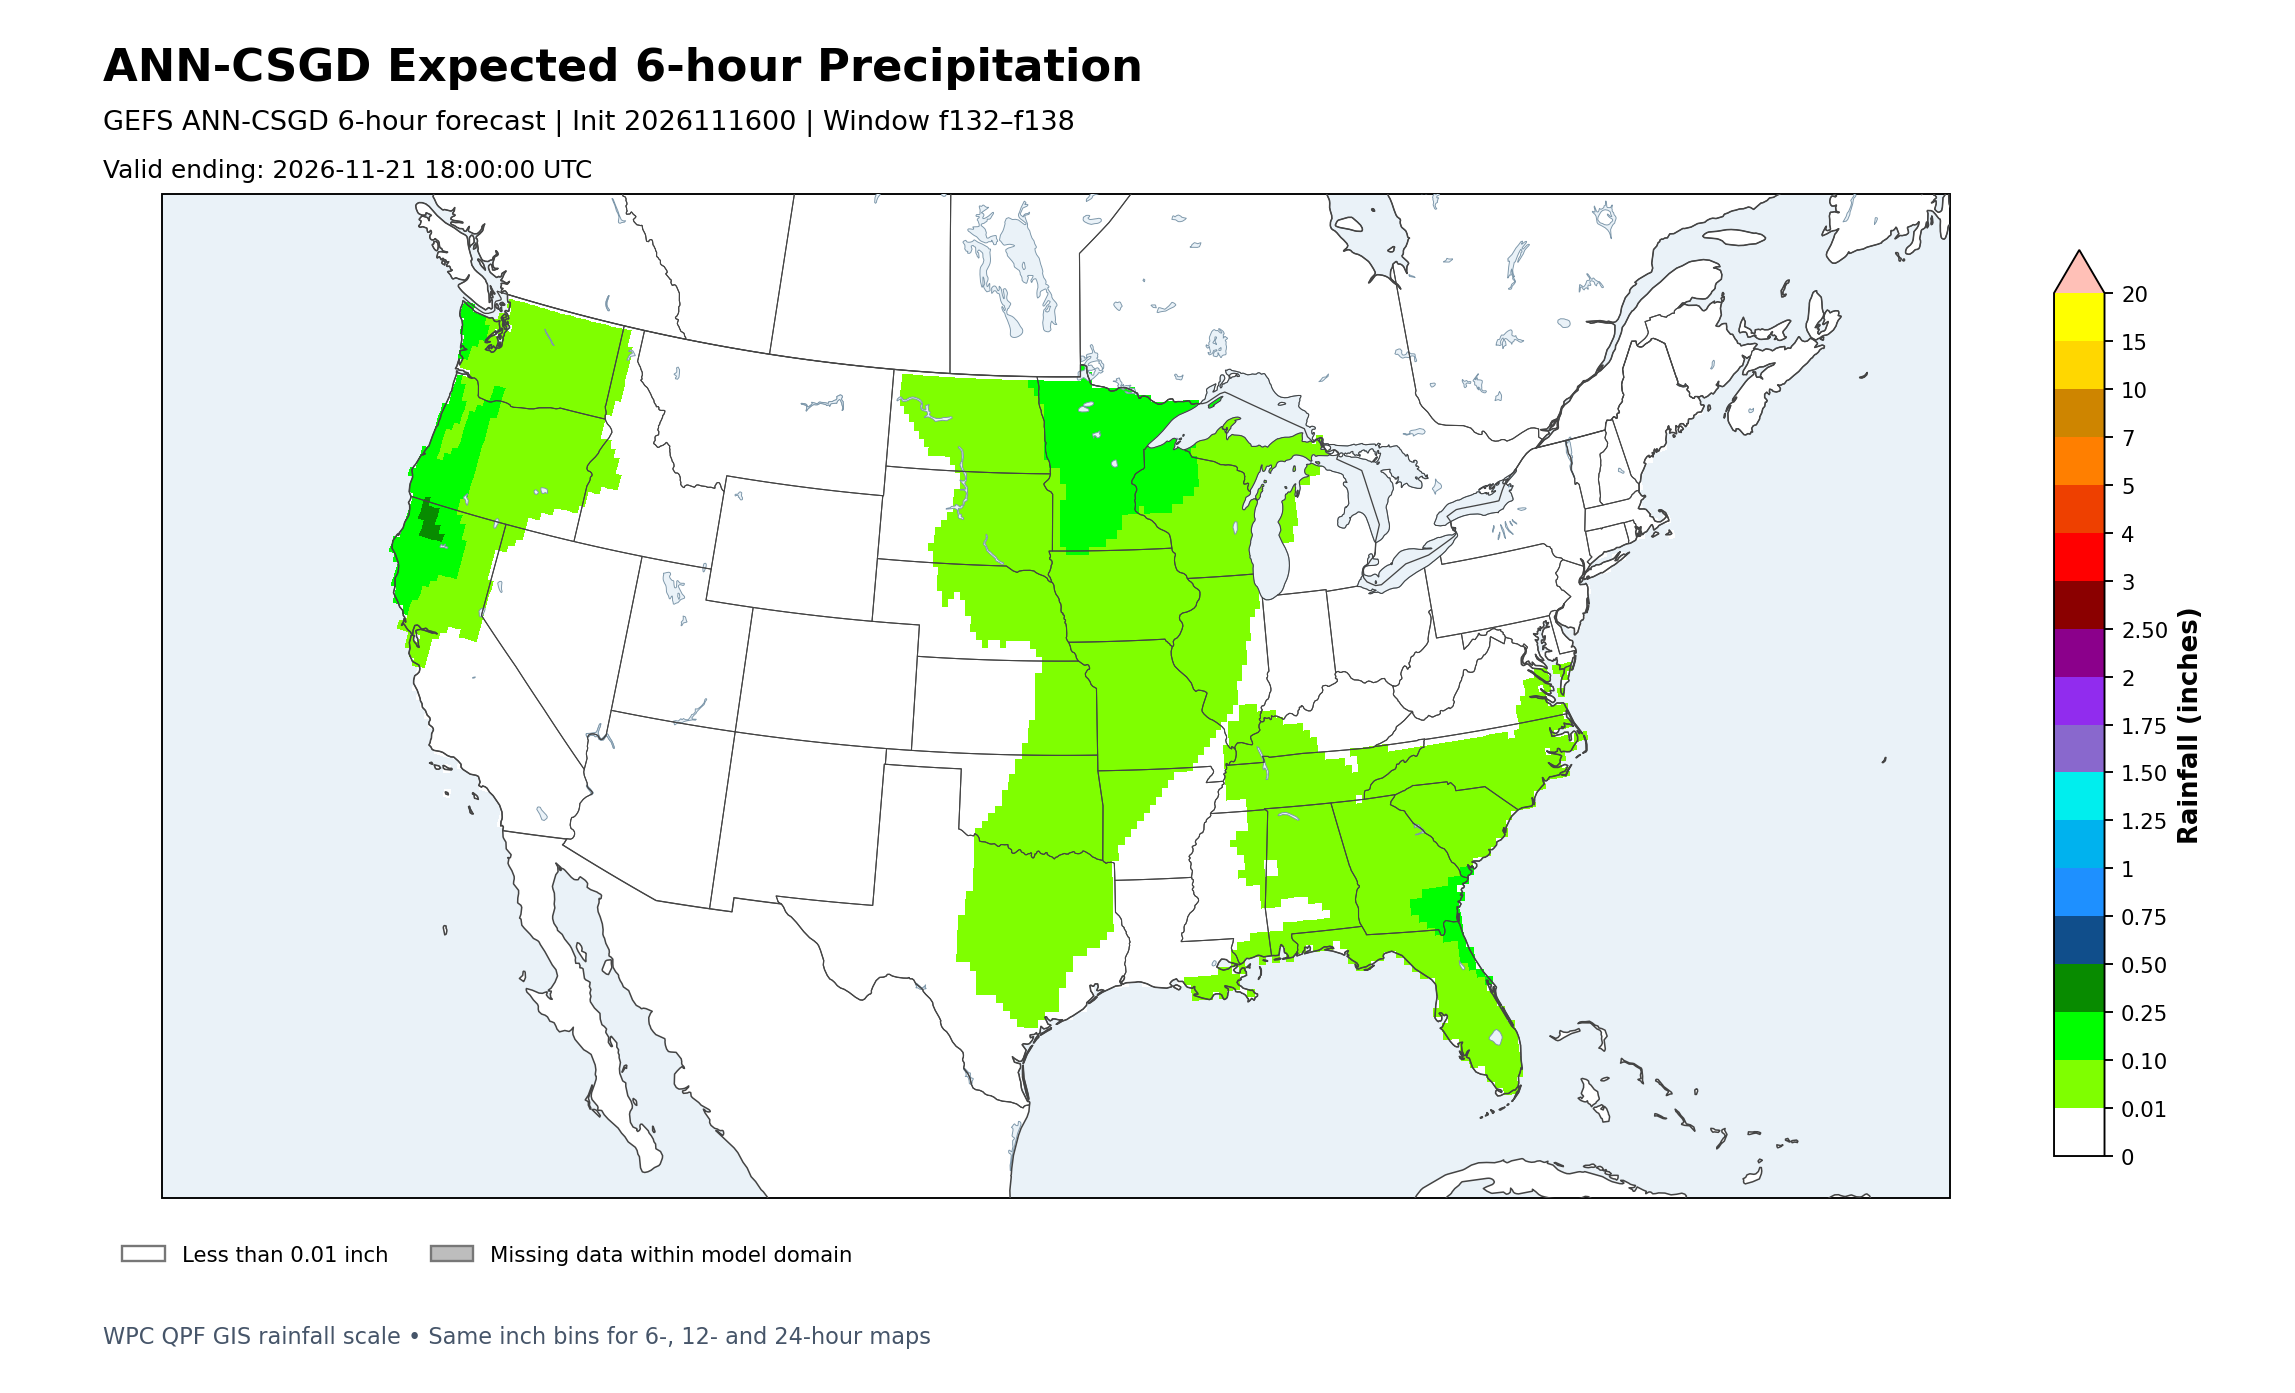 ANN-CSGD Expected 6-hour Precipitation
GEFS ANN-CSGD 6-hour forecast | Init 2026111600 | Window f132–f138
Valid ending: 2026-11-21 18:00:00 UTC
20
15
10
7
5
4
3
2.50
2
1.75
1.50
1.25
1
0.75
0.50
0.25
0.10
0.01
0
Rainfall (inches)
Less than 0.01 inch
Missing data within model domain
WPC QPF GIS rainfall scale • Same inch bins for 6-, 12- and 24-hour maps